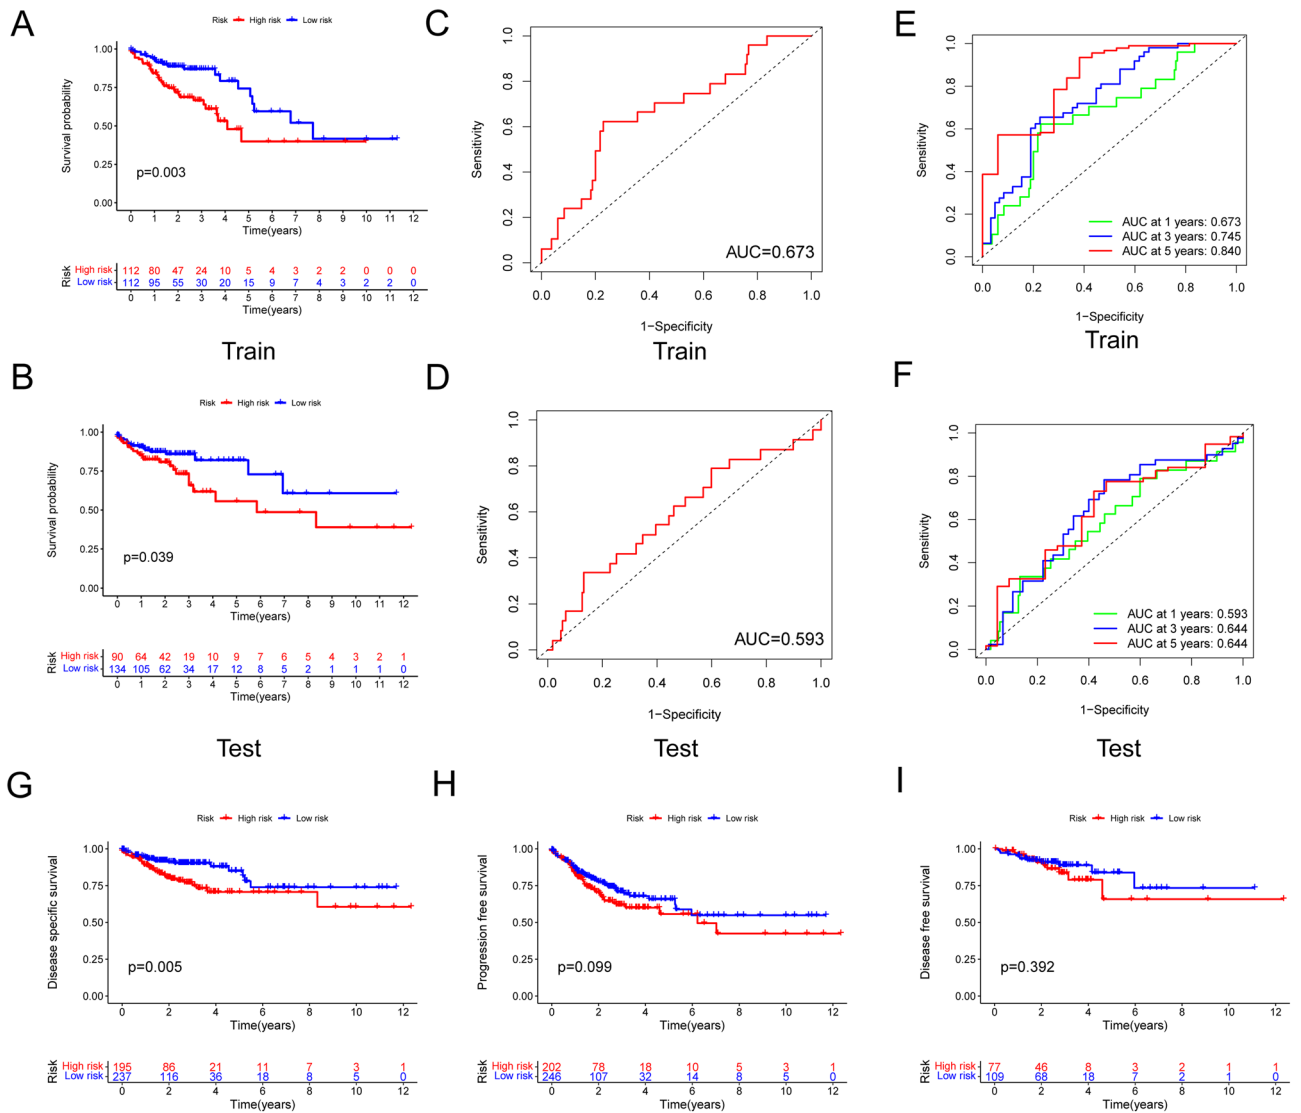 A
Risk High risk Low risk
Survival probability
1.00
0.75
0.50
0.25
0.00
p=0.003
0 1 2 3 4 5 6 7 8 9 10 11 12
Time(years)
Risk
High risk 112 80 47 24 10 5 4 3 2 2 0 0 0
Low risk 112 95 55 30 20 15 9 7 4 3 2 2 0
0 1 2 3 4 5 6 7 8 9 10 11 12
Time(years)
Train
C
Sensitivity
1.0
0.8
0.6
0.4
0.2
0.0
AUC=0.673
0.0 0.2 0.4 0.6 0.8 1.0
1−Specificity
Train
E
Sensitivity
1.0
0.8
0.6
0.4
0.2
0.0
AUC at 1 years: 0.673
AUC at 3 years: 0.745
AUC at 5 years: 0.840
0.0 0.2 0.4 0.6 0.8 1.0
1−Specificity
Train
B
Risk High risk Low risk
Survival probability
1.00
0.75
0.50
0.25
0.00
p=0.039
0 1 2 3 4 5 6 7 8 9 10 11 12
Time(years)
Risk
High risk 90 64 42 19 10 9 7 6 5 4 3 2 1
Low risk 134 105 62 34 17 12 8 5 2 1 1 1 0
0 1 2 3 4 5 6 7 8 9 10 11 12
Time(years)
Test
D
Sensitivity
1.0
0.8
0.6
0.4
0.2
0.0
AUC=0.593
0.0 0.2 0.4 0.6 0.8 1.0
1−Specificity
Test
F
Sensitivity
1.0
0.8
0.6
0.4
0.2
0.0
AUC at 1 years: 0.593
AUC at 3 years: 0.644
AUC at 5 years: 0.644
0.0 0.2 0.4 0.6 0.8 1.0
1−Specificity
Test
G
Risk High risk Low risk
Disease specific survival
1.00
0.75
0.50
0.25
0.00
p=0.005
0 2 4 6 8 10 12
Time(years)
Risk
High risk 195 86 21 11 7 3 1
Low risk 237 116 36 18 8 5 0
0 2 4 6 8 10 12
Time(years)
H
Risk High risk Low risk
Progression free survival
1.00
0.75
0.50
0.25
0.00
p=0.099
0 2 4 6 8 10 12
Time(years)
Risk
High risk 202 78 18 10 5 3 1
Low risk 246 107 32 14 8 5 0
0 2 4 6 8 10 12
Time(years)
I
Risk High risk Low risk
Disease free survival
1.00
0.75
0.50
0.25
0.00
p=0.392
0 2 4 6 8 10 12
Time(years)
Risk
High risk 77 46 8 3 2 1 1
Low risk 109 68 18 7 2 1 0
0 2 4 6 8 10 12
Time(years)